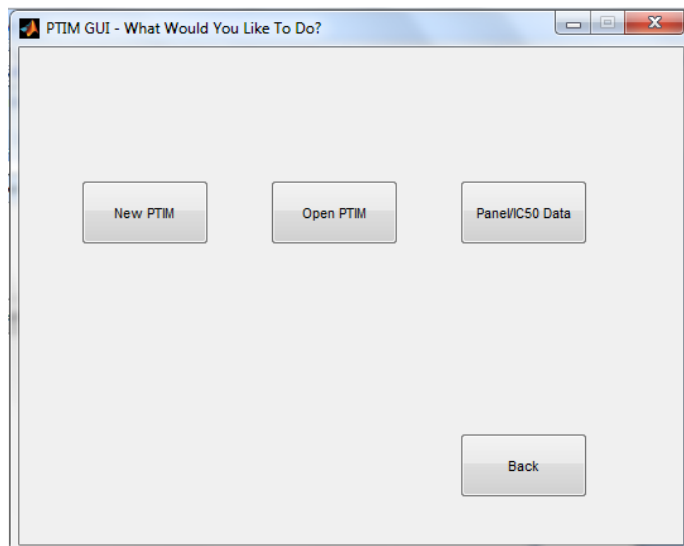 PTIM GUI - What Would You Like To Do?
New PTIM Open PTIM Panel/IC50 Data
Back